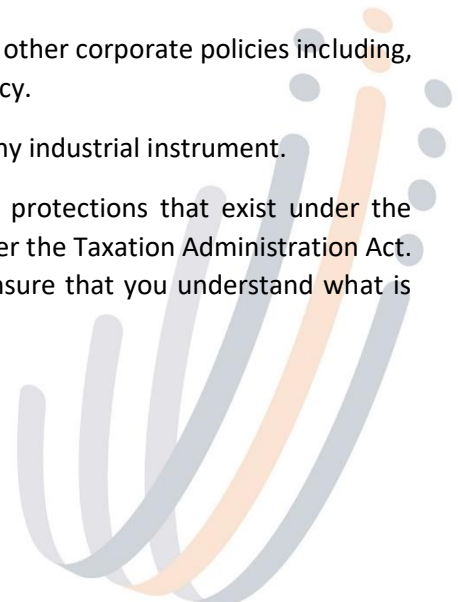 other corporate policies including,
cy.
ny industrial instrument.
protections that exist under the
er the Taxation Administration Act.
nsure that you understand what is